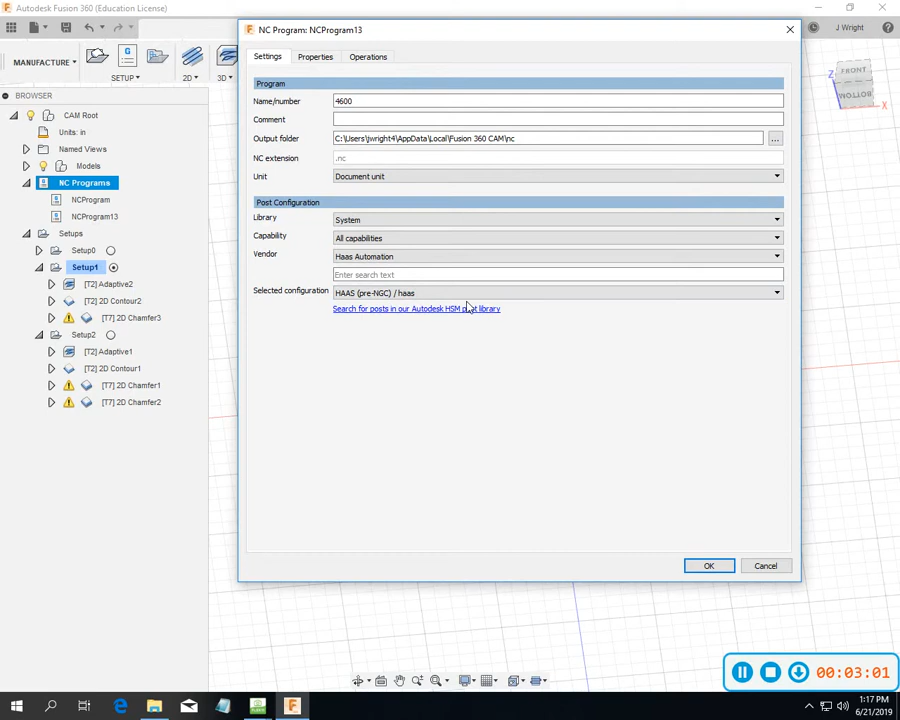 Autodesk Fusion 360 (Education License)
NC Program: NCProgram13
J Wright
MANUFACTURE
SETUP
2D
3D
Settings
Properties
Operations
FRONT
BOTTOM
Z
X
BROWSER
CAM Root
Units: in
Named Views
Models
NC Programs
NCProgram
NCProgram13
Setups
Setup0
Setup1
[T2] Adaptive2
[T2] 2D Contour2
[T7] 2D Chamfer3
Setup2
[T2] Adaptive1
[T2] 2D Contour1
[T7] 2D Chamfer1
[T7] 2D Chamfer2
Program
Name/number 4600
Comment
Output folder C:\Users\jwright4\AppData\Local\Fusion 360 CAM\nc
...
NC extension .nc
Unit Document unit
Post Configuration
Library System
Capability All capabilities
Vendor Haas Automation
Enter search text
Selected configuration HAAS (pre-NGC) / haas
Search for posts in our Autodesk HSM post library
OK
Cancel
00:03:01
1:17 PM
6/21/2019